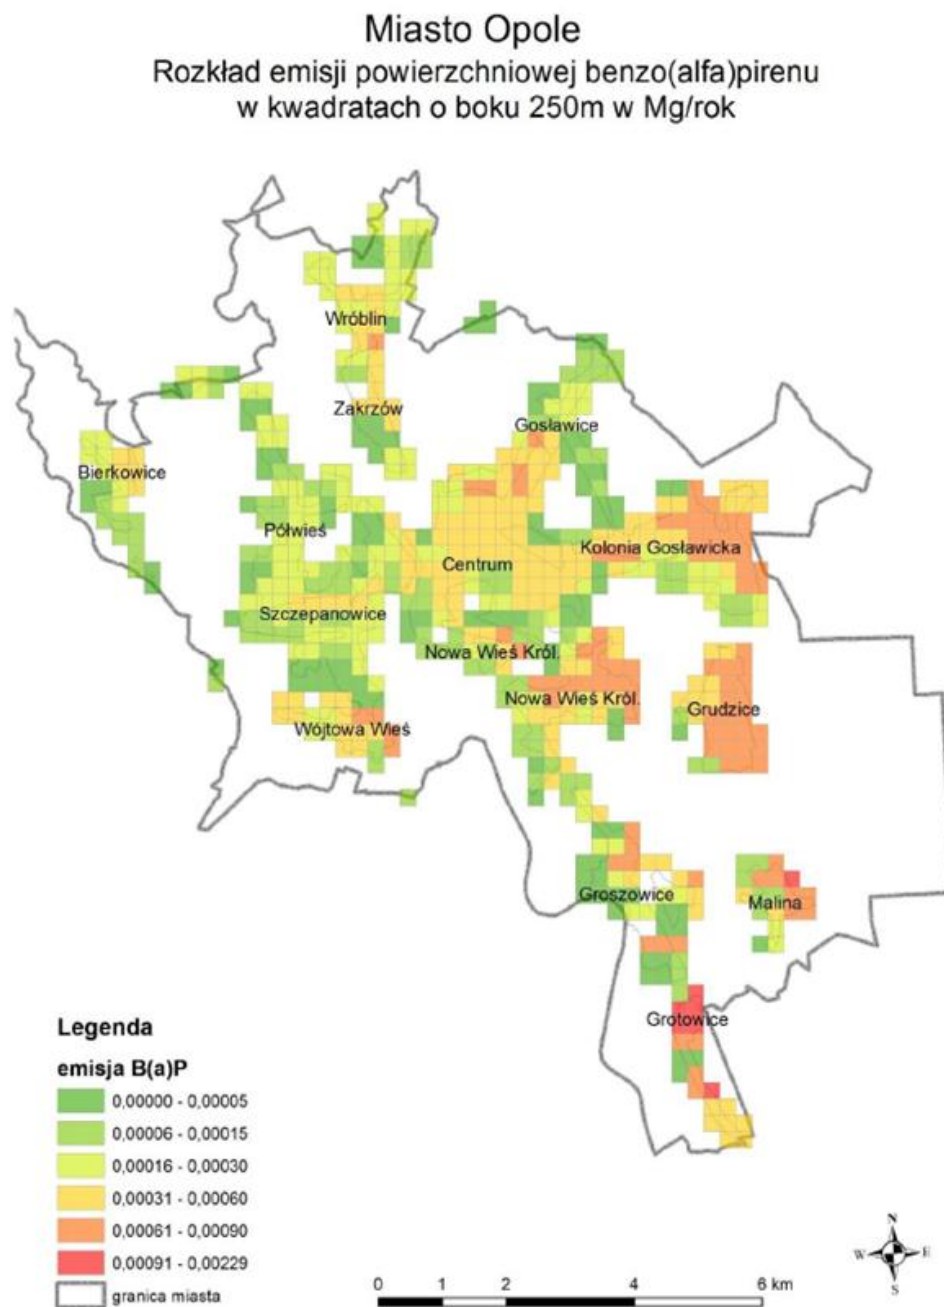 Miasto Opole
Rozkład emisji powierzchniowej benzo(alfa)pirenu
w kwadratach o boku 250m w Mg/rok
Wróblin
Zakrzów
Gosławice
Bierkowice
Półwieś
Kolonia Gosławicka
Centrum
Szczepanowice
Nowa Wieś Król.
Nowa Wieś Król.
Grudzice
Wójtowa Wieś
Groszowice
Malina
Grotowice
Legenda
emisja B(a)P
0,00000 - 0,00005
0,00006 - 0,00015
0,00016 - 0,00030
0,00031 - 0,00060
0,00061 - 0,00090
0,00091 - 0,00229
granica miasta
N
W E
S
0 1 2 4 6 km